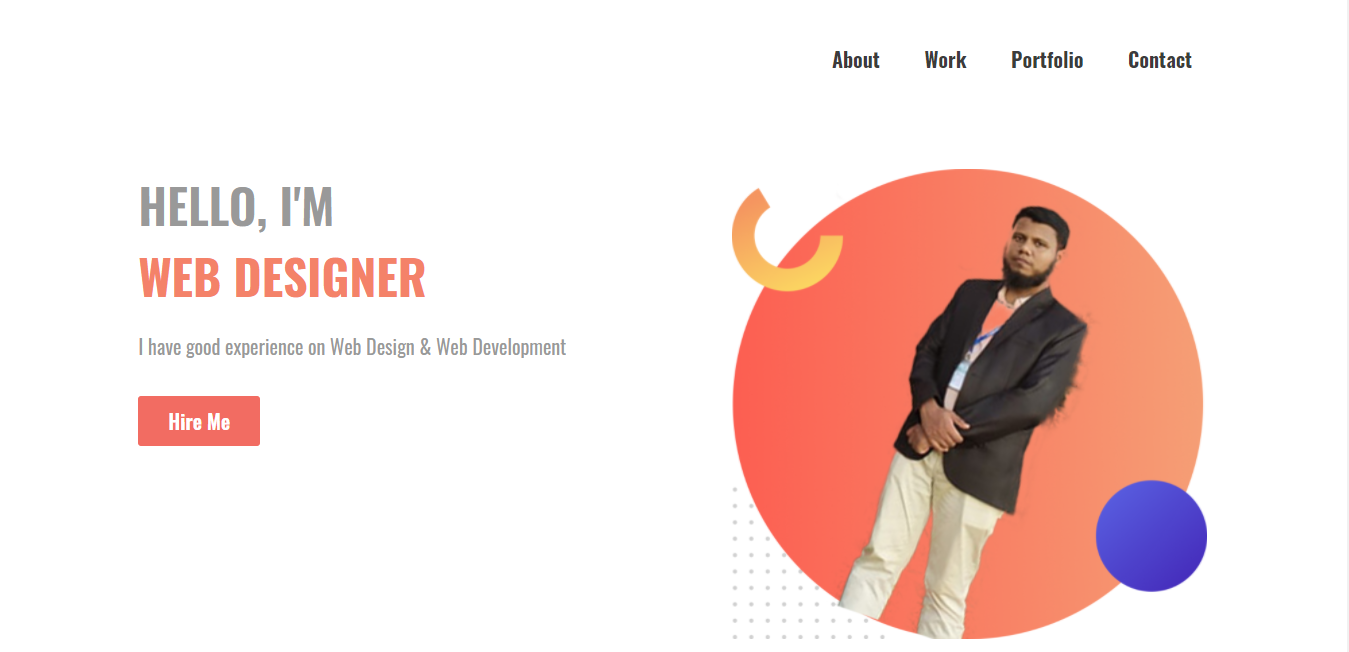 About Work Portfolio Contact
HELLO, I'M
WEB DESIGNER
I have good experience on Web Design & Web Development
Hire Me